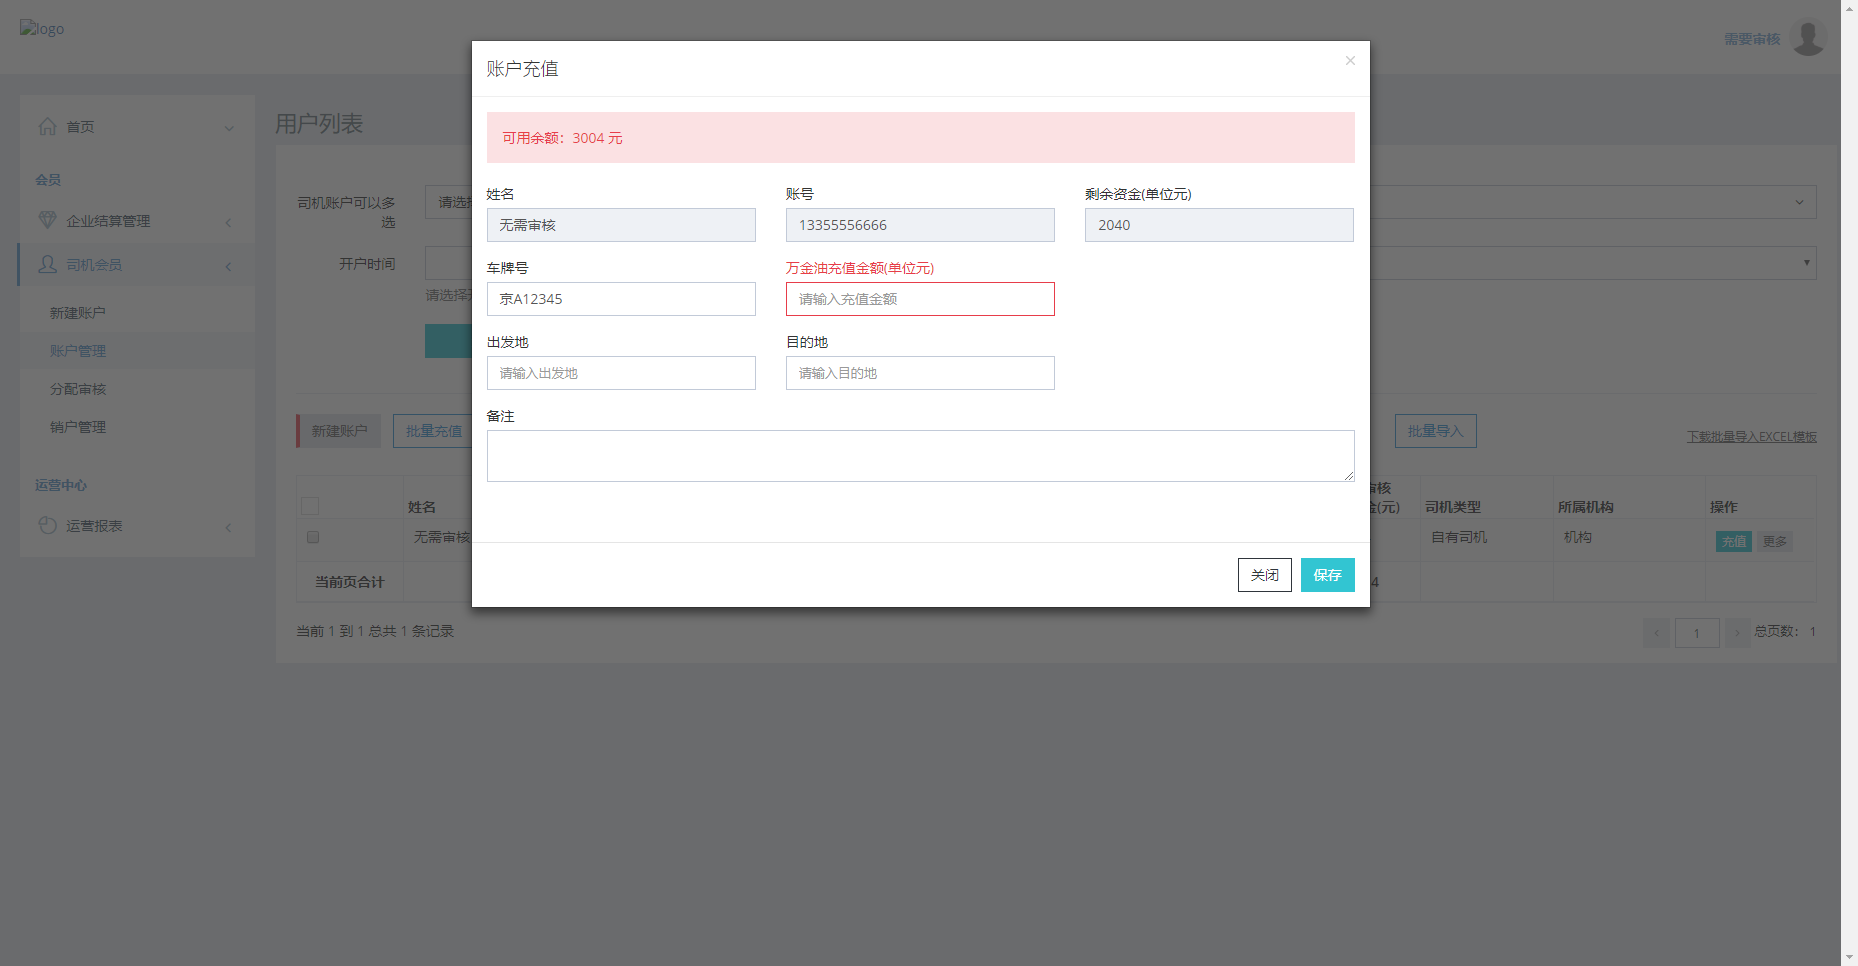 logo
需要审核
首页
会员
企业结算管理
司机会员
新建账户
账户管理
分配审核
销户管理
运营中心
运营报表
用户列表
司机账户可以多
选
请选
开户时间
请选择
新建账户
批量充值
批量导入
下载批量导入EXCEL模板
账户充值
×
可用余额：3004 元
姓名
账号
剩余资金(单位元)
无需审核
13355556666
2040
车牌号
万金油充值金额(单位元)
京A12345
请输入充值金额
出发地
目的地
请输入出发地
请输入目的地
备注
关闭
保存
姓名
审核
金(元)
司机类型
所属机构
操作
无需审核
自有司机
机构
充值
更多
当前页合计
4
当前 1 到 1 总共 1 条记录
‹ 1 › 总页数： 1